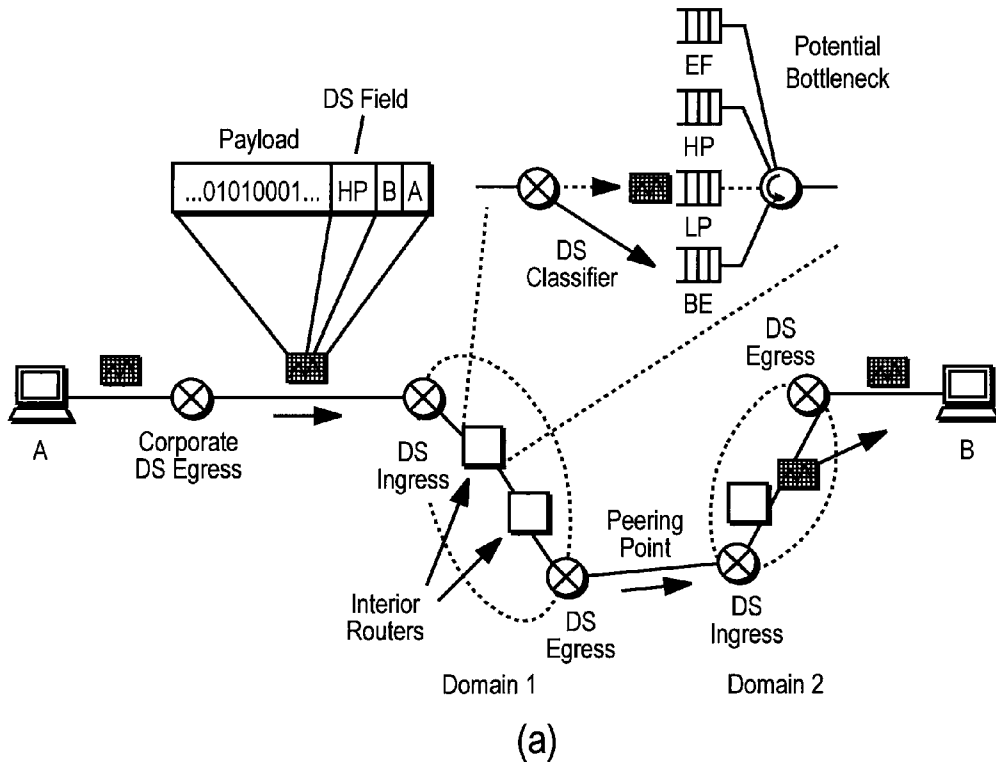 DS Field
Payload
...01010001...
HP
B
A
EF
HP
LP
BE
Potential
Bottleneck
DS
Classifier
A
Corporate
DS Egress
DS
Ingress
Interior
Routers
DS
Egress
Domain 1
Peering
Point
DS
Ingress
Domain 2
DS
Egress
B
(a)